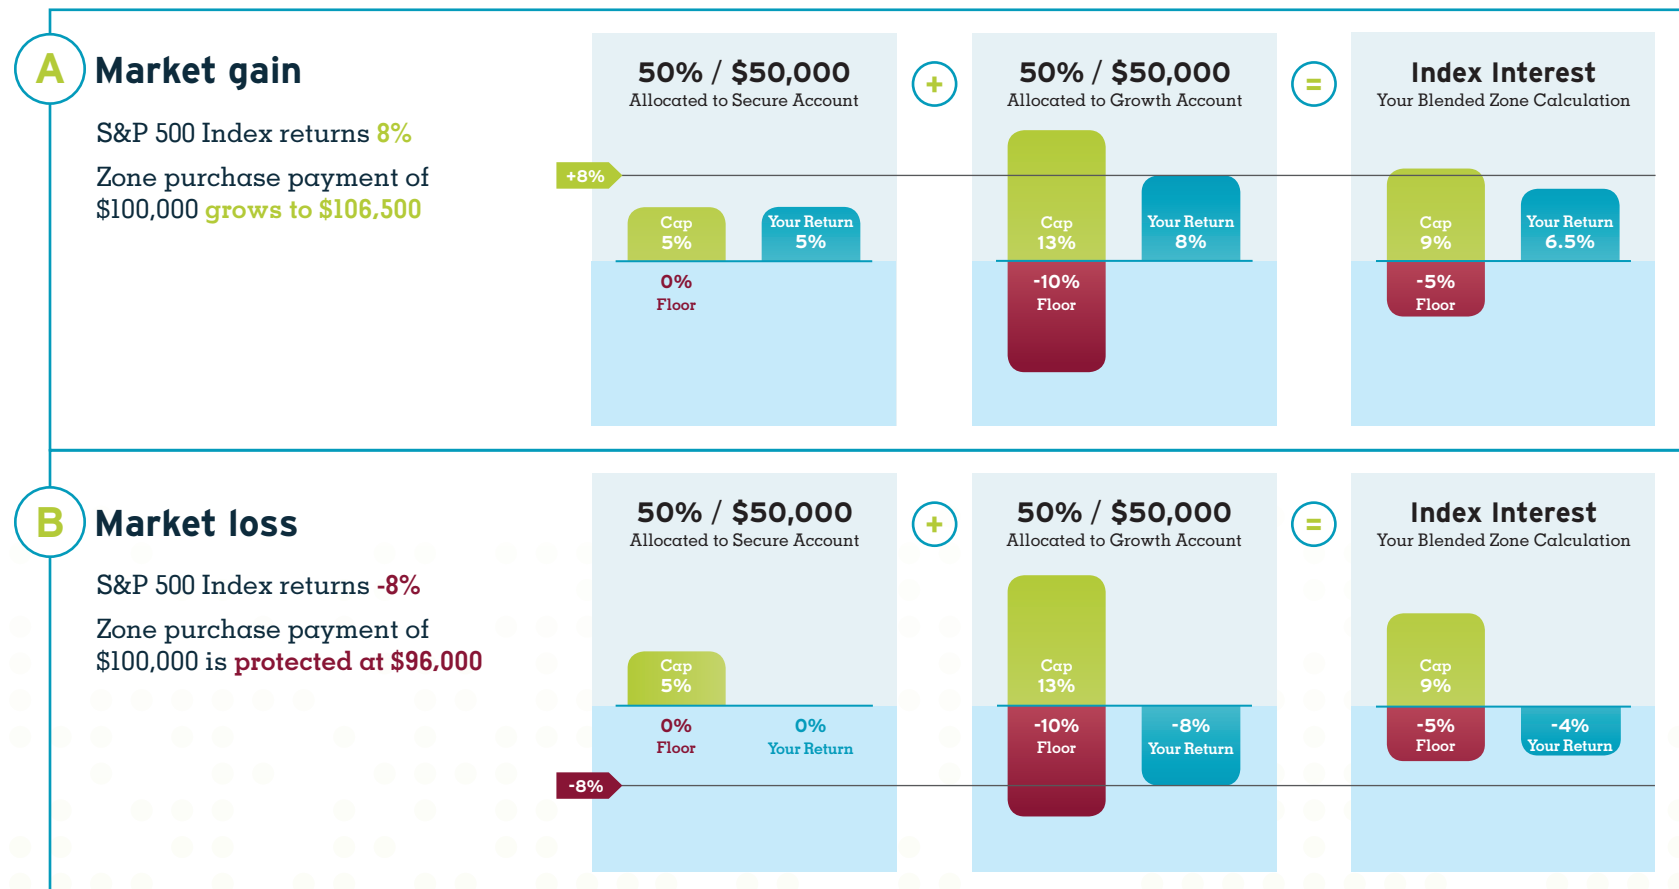 A
Market gain
S&P 500 Index returns 8%
Zone purchase payment of
$100,000 grows to $106,500
50% / $50,000
Allocated to Secure Account
+
50% / $50,000
Allocated to Growth Account
=
Index Interest
Your Blended Zone Calculation
+8%
Cap
5%
Your Return
5%
0%
Floor
Cap
13%
Your Return
8%
-10%
Floor
Cap
9%
Your Return
6.5%
-5%
Floor
B
Market loss
S&P 500 Index returns -8%
Zone purchase payment of
$100,000 is protected at $96,000
50% / $50,000
Allocated to Secure Account
+
50% / $50,000
Allocated to Growth Account
=
Index Interest
Your Blended Zone Calculation
Cap
5%
0%
Floor
0%
Your Return
Cap
13%
-10%
Floor
-8%
Your Return
Cap
9%
-5%
Floor
-4%
Your Return
-8%